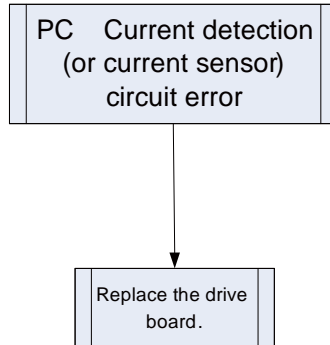 PC Current detection
(or current sensor)
circuit error
Replace the drive
board.